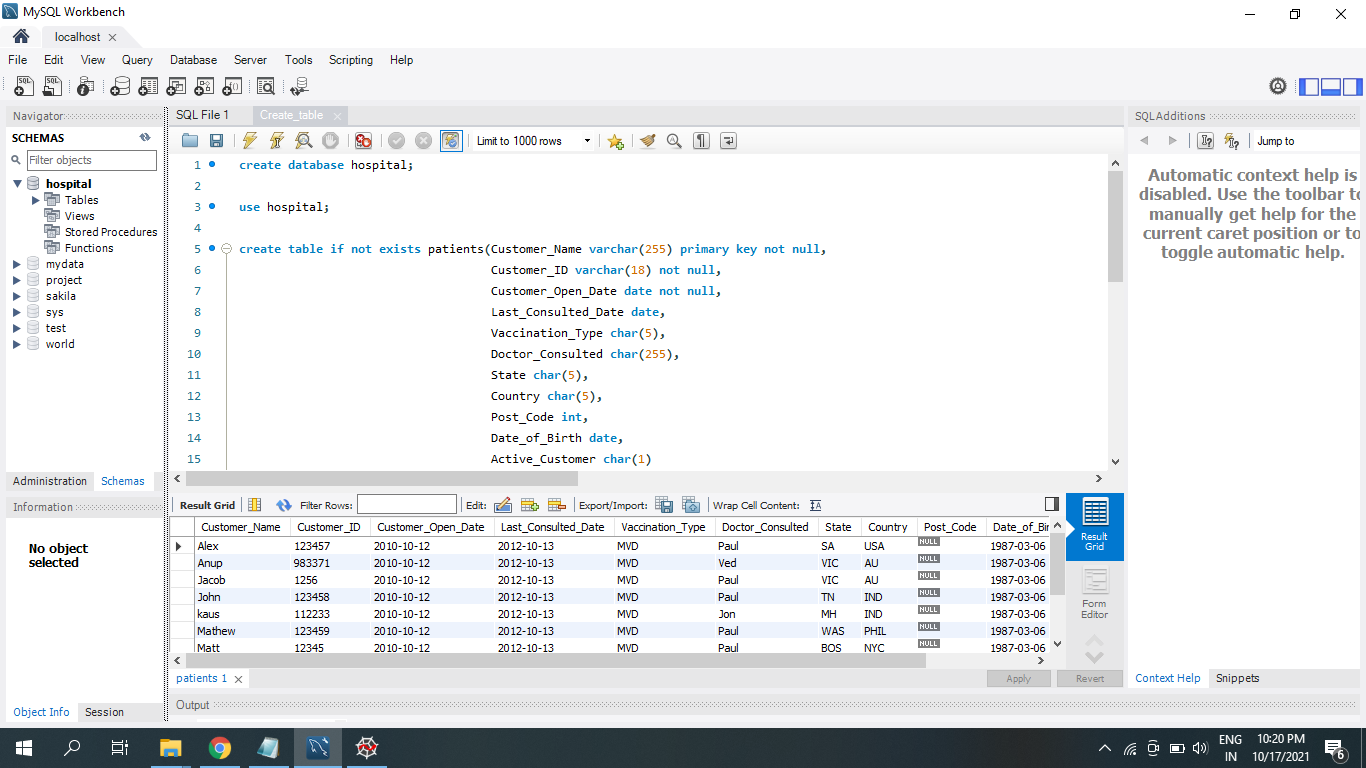 MySQL Workbench
localhost
File Edit View Query Database Server Tools Scripting Help
Navigator
SCHEMAS
Filter objects
hospital
Tables
Views
Stored Procedures
Functions
mydata
project
sakila
sys
test
world
Administration Schemas
Information
No object
selected
Object Info Session
SQL File 1 Create_table
Limit to 1000 rows
1 create database hospital;
2
3 use hospital;
4
5 create table if not exists patients(Customer_Name varchar(255) primary key not null,
6 Customer_ID varchar(18) not null,
7 Customer_Open_Date date not null,
8 Last_Consulted_Date date,
9 Vaccination_Type char(5),
10 Doctor_Consulted char(255),
11 State char(5),
12 Country char(5),
13 Post_Code int,
14 Date_of_Birth date,
15 Active_Customer char(1)
Result Grid Filter Rows: Edit: Export/Import: Wrap Cell Content:
Customer_Name Customer_ID Customer_Open_Date Last_Consulted_Date Vaccination_Type Doctor_Consulted State Country Post_Code Date_of_Bir
Alex 123457 2010-10-12 2012-10-13 MVD Paul SA USA NULL 1987-03-06
Anup 983371 2010-10-12 2012-10-13 MVD Ved VIC AU NULL 1987-03-06
Jacob 1256 2010-10-12 2012-10-13 MVD Paul VIC AU NULL 1987-03-06
John 123458 2010-10-12 2012-10-13 MVD Paul TN IND NULL 1987-03-06
kaus 112233 2010-10-12 2012-10-13 MVD Jon MH IND NULL 1987-03-06
Mathew 123459 2010-10-12 2012-10-13 MVD Paul WAS PHIL NULL 1987-03-06
Matt 12345 2010-10-12 2012-10-13 MVD Paul BOS NYC NULL 1987-03-06
Result
Grid
Form
Editor
patients 1 Apply Revert
Output
SQLAdditions
Jump to
Automatic context help is
disabled. Use the toolbar to
manually get help for the
current caret position or to
toggle automatic help.
Context Help Snippets
ENG
IN
10:20 PM
10/17/2021
6